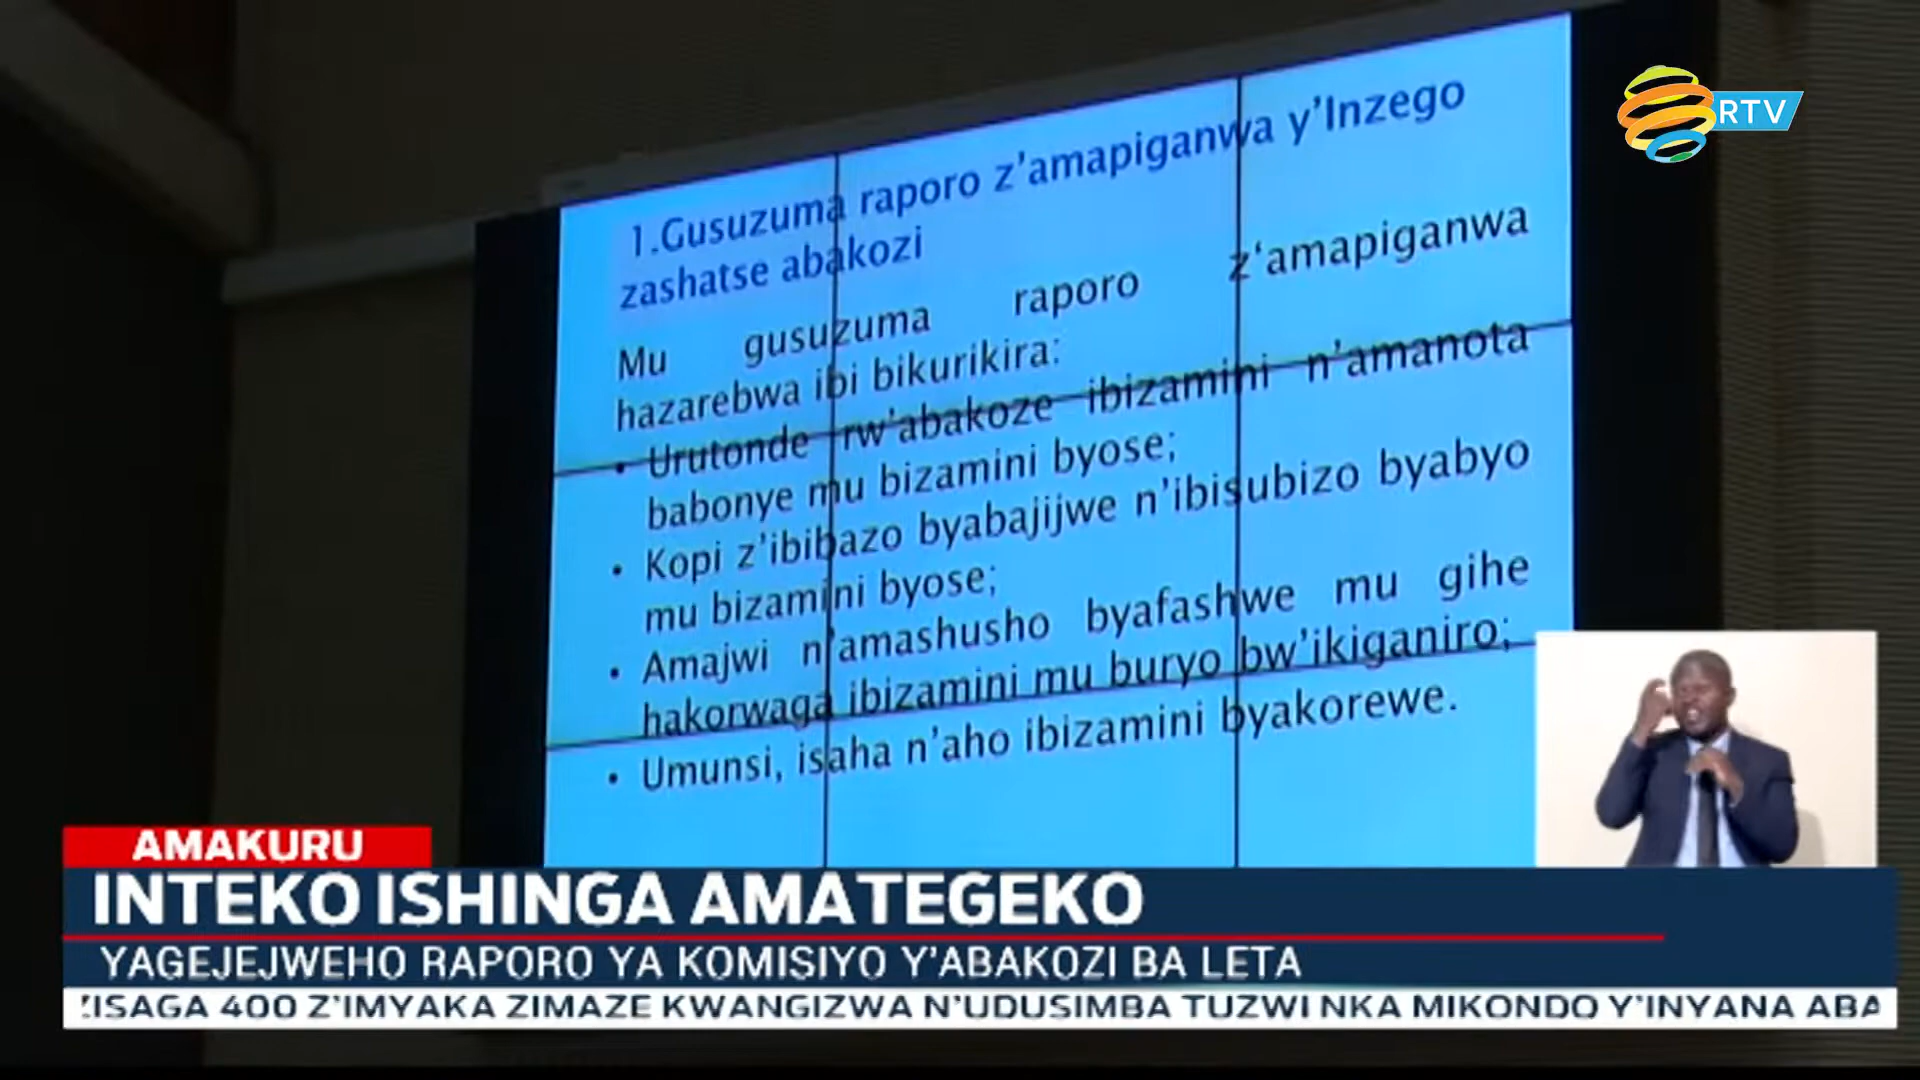 RTV
1.Gusuzuma raporo z'amapiganwa y'Inzego
zashatse abakozi
Mu gusuzuma raporo z'amapiganwa
hazarebwa ibi bikurikira:
• Urutonde rw'abakoze ibizamini n'amanota
babonye mu bizamini byose;
• Kopi z'ibibazo byabajijwe n'ibisubizo byabyo
mu bizamini byose;
• Amajwi n'amashusho byafashwe mu gihe
hakorwaga ibizamini mu buryo bw'ikiganiro;
• Umunsi, isaha n'aho ibizamini byakorewe.
AMAKURU
INTEKO ISHINGA AMATEGEKO
YAGEJEJWEHO RAPORO YA KOMISIYO Y'ABAKOZI BA LETA
ZISAGA 400 Z'IMYAKA ZIMAZE KWANGIZWA N'UDUSIMBA TUZWI NKA MIKONDO Y'INYANA ABA